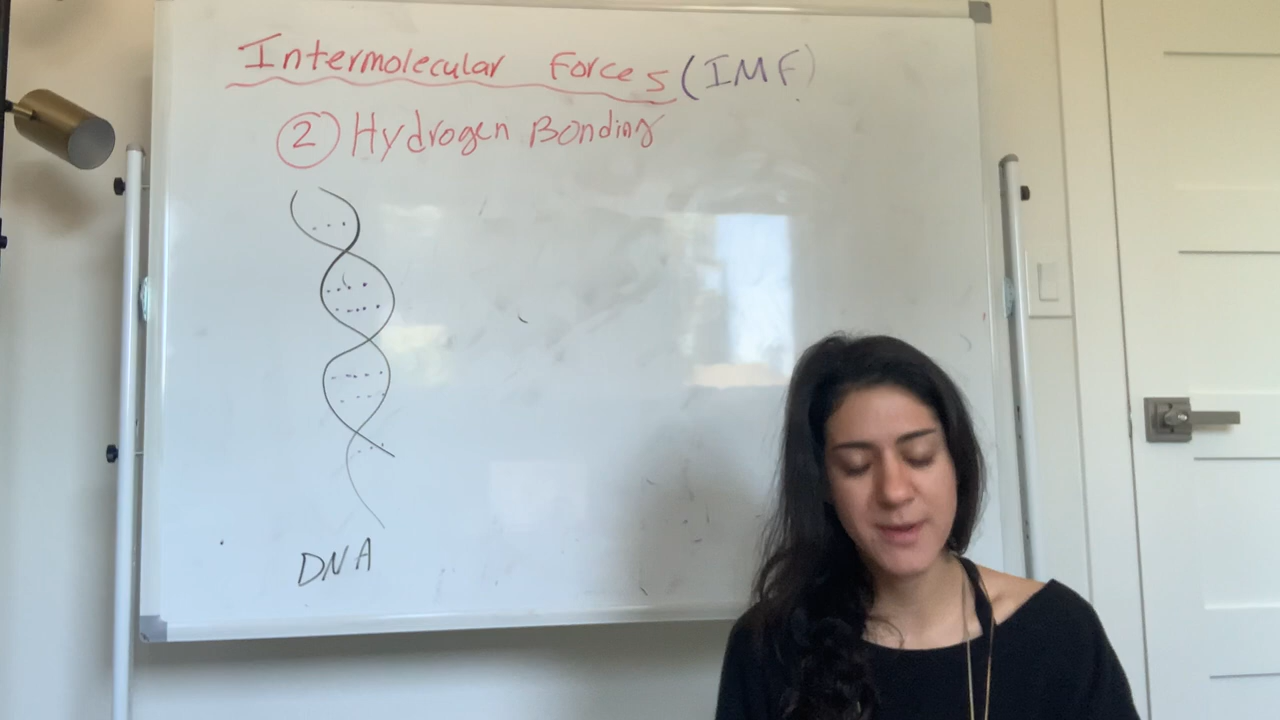 Intermolecular Forces (IMF)
② Hydrogen Bonding
DNA